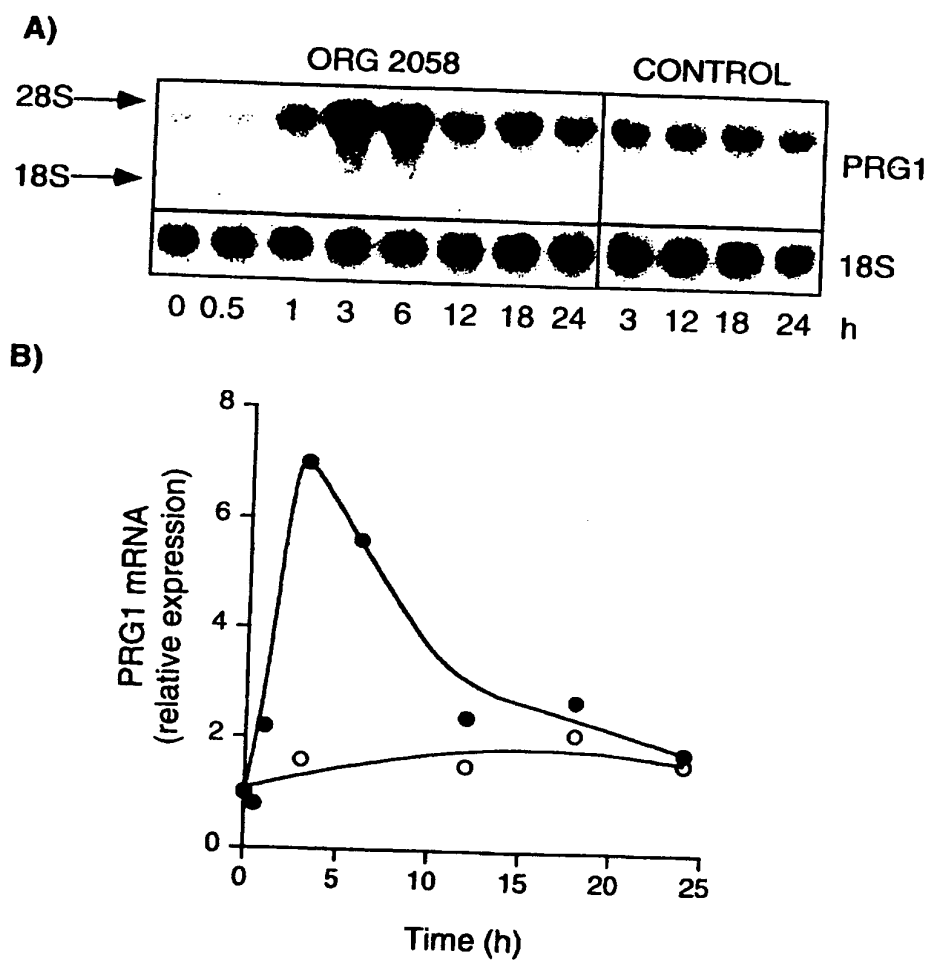 A)
ORG 2058 CONTROL
28S
PRG1
18S
18S
0 0.5 1 3 6 12 18 24 3 12 18 24 h
B)
8
6
4
2
0
PRG1 mRNA
(relative expression)
0 5 10 15 20 25
Time (h)